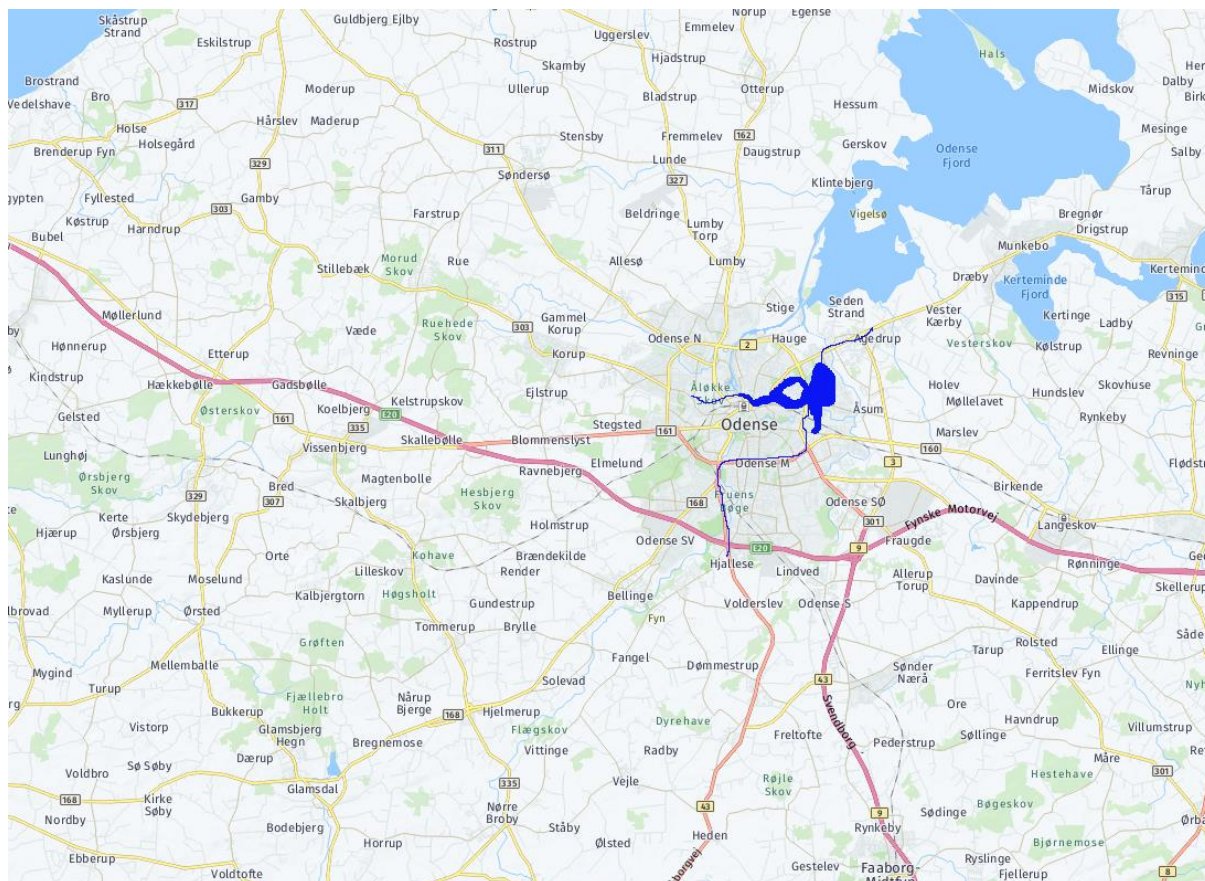 Skåstrup Strand
Guldbjerg Ejlby
Norup
Egense
Emmelev
Uggerslev
Eskilstrup
Rostrup
Hjadstrup
Hals
Skamby
Brostrand
Bro
Moderup
Ullerup
Bladstrup
Otterup
Midskov
Dalby
Vedelshave
317
Hessum
Holse
Hårslev
Maderup
Stensby
Fremmelev
162
Mesinge
Brenderup Fyn
Holsegård
Gerskov
Odense Fjord
311
Daugstrup
Salby
329
Lunde
Søndersø
327
Klintebjerg
Fyllested
Gamby
Tårup
303
Farstrup
Beldringe
Vigelsø
Bregnør
Køstrup
Harndrup
Lumby Torp
Drigstrup
Bubel
Munkebo
Morud Skov
Rue
Allesø
Lumby
Stillebæk
Dræby
Kerteminde Fjord
315
Stige
Seden Strand
Møllerlund
Gammel Korup
Vester Kærby
Kertinge
Ladby
Væde
Ruehede Skov
303
Odense N
2
Hauge
Agedrup
Hønnerup
Etterup
Korup
Vesterskov
Kølstrup
Revninge
Kindstrup
Hækkebølle
Gadsbølle
Åløkke Skov
Ejlstrup
Holev
Hundslev
Skovhuse
Kelstrupskov
Gelsted
Østerskov
Koelbjerg
E20
Åsum
Møllelavet
161
335
Stegsted
161
Odense
Rynkeby
Skallebølle
Blommenslyst
Marslev
Lunghøj
Vissenbjerg
160
Elmelund
Odense M
3
Ørsbjerg Skov
Bred
Magtenbolle
Ravnebjerg
Birkende
329
307
Skalbjerg
Hesbjerg Skov
168
Odense SØ
Kerte
Skydebjerg
301
Fynske Motorvej
Langeskov
Hjærup
Ørsbjerg
Holmstrup
Orte
Kohave
Brændekilde
Odense SV
E20
9
Fraugde
Rønninge
Kaslunde
Moselund
Lilleskov
Render
Hjallese
Lindved
Allerup Torup
Davinde
Skellerup
Kalbjergtorn
Høgsholt
Bellinge
Myllerup
Ørsted
Gundestrup
Volderslev
Odense S
Kappendrup
Tommerup
Brylle
Fyn
Grøften
Rolsted
Tarup
Ellinge
Mygind
Mellemballe
Fangel
Dømmestrup
Sønder Nærå
Turup
Fjællebro Holt
Solevad
43
Ferritslev Fyn
Nårup Bjerge
Ore
Bukkerup
168
Hjelmerup
Dyrehave
Svendborg
Havndrup
Vistorp
Glamsbjerg Hegn
Flægskov
Freltofte
Søllinge
Villumstrup
Bregnemose
Pederstrup
Sø Søby
Dærup
Vittinge
Radby
Måre
Voldbro
335
Vejle
Røjle Skov
Hestehave
301
168
Kirke Søby
Glamsdal
43
Bøgeskov
Nordby
Nørre Broby
9
Sødinge
Bodebjerg
Ståby
Rynkeby
Horrup
Ølsted
Heden
Bjørnemose
Ebberup
Gestelev
Ryslinge
Voldtofte
Faaborg-
Fjellerup
8